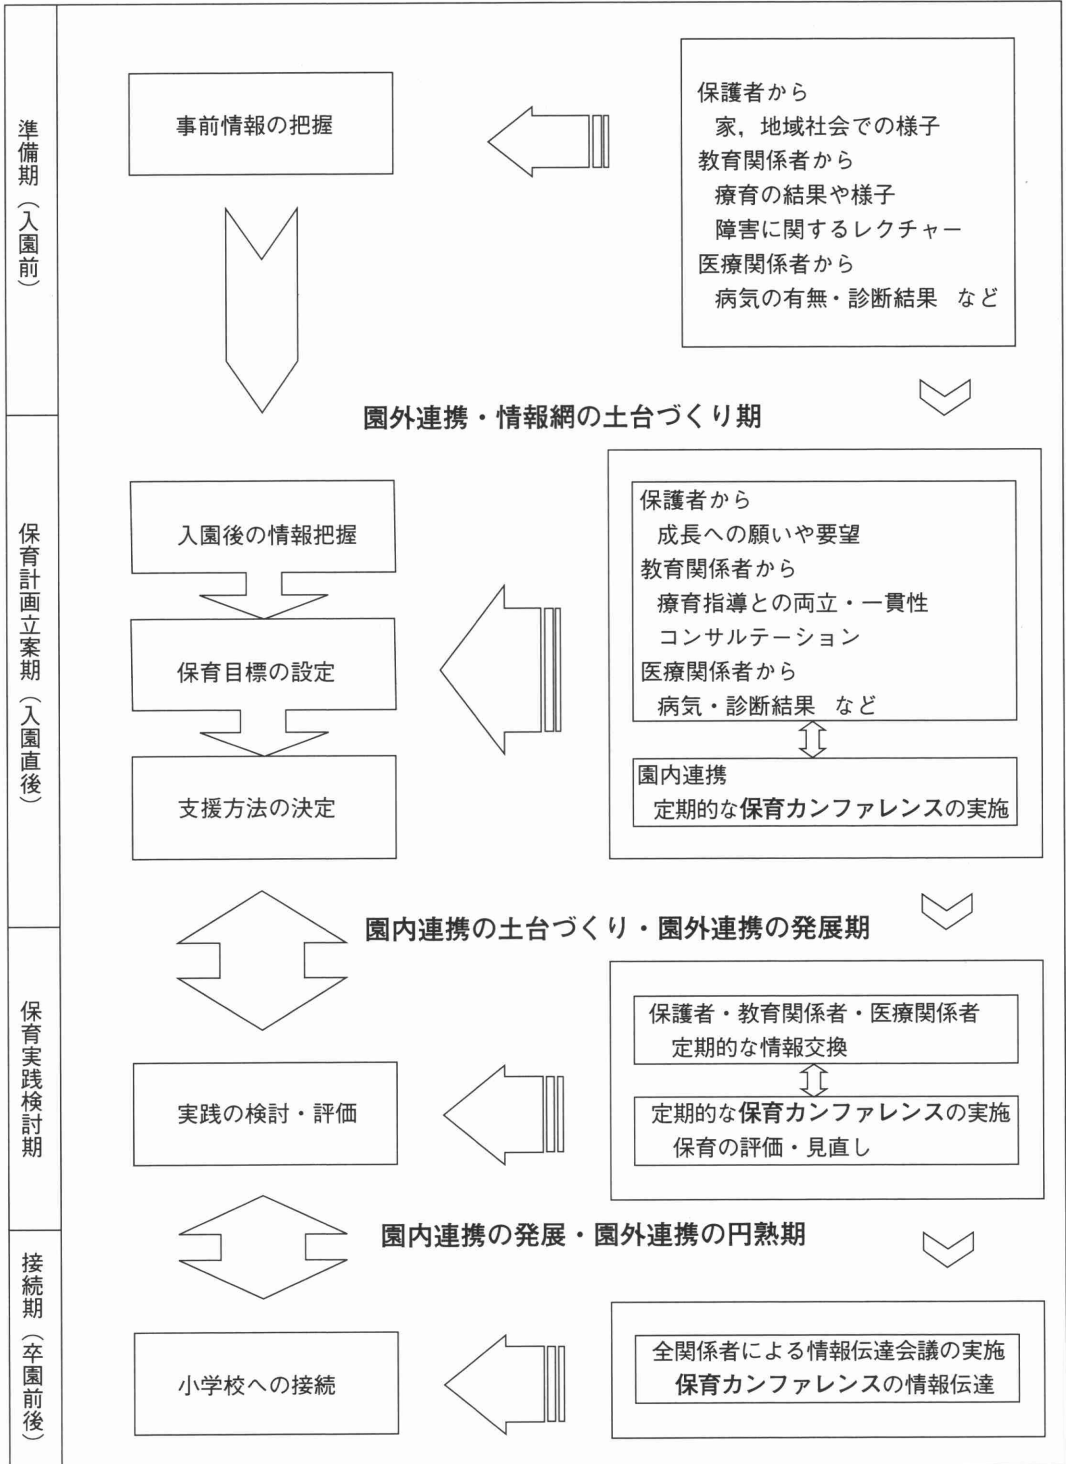 準備期（入園前）
事前情報の把握
保護者から
家，地域社会での様子
教育関係者から
療育の結果や様子
障害に関するレクチャー
医療関係者から
病気の有無・診断結果　など
園外連携・情報網の土台づくり期
保育計画立案期（入園直後）
入園後の情報把握
保育目標の設定
支援方法の決定
保護者から
成長への願いや要望
教育関係者から
療育指導との両立・一貫性
コンサルテーション
医療関係者から
病気・診断結果　など
園内連携
定期的な保育カンファレンスの実施
園内連携の土台づくり・園外連携の発展期
保育実践検討期
実践の検討・評価
保護者・教育関係者・医療関係者
定期的な情報交換
定期的な保育カンファレンスの実施
保育の評価・見直し
園内連携の発展・園外連携の円熟期
接続期（卒園前後）
小学校への接続
全関係者による情報伝達会議の実施
保育カンファレンスの情報伝達